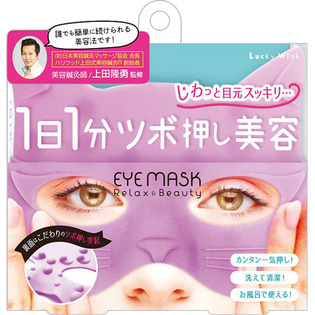 誰でも簡単に続けられる
美容法です！
(財)日本美容鍼灸マッサージ協会 会長
ハリウッド上田式美容鍼灸® 創始者
美容鍼灸師/上田隆勇 監修
Lucky Wink
じわっと目元スッキリ…
1日1分ツボ押し美容
EYE MASK
Relax & Beauty
裏面はこだわりのツボ押し突起
カンタン一気押し!
洗えて清潔!
お風呂で使える!